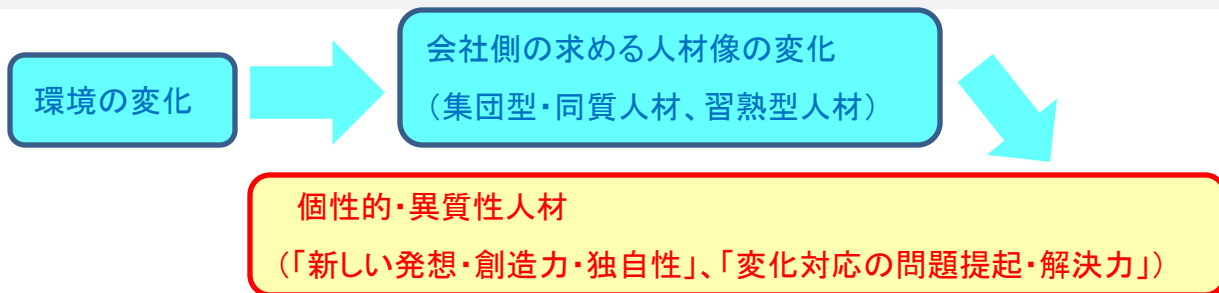 環境の変化
会社側の求める人材像の変化
（集団型・同質人材、習熟型人材）
個性的・異質性人材
（「新しい発想・創造力・独自性」、「変化対応の問題提起・解決力」）